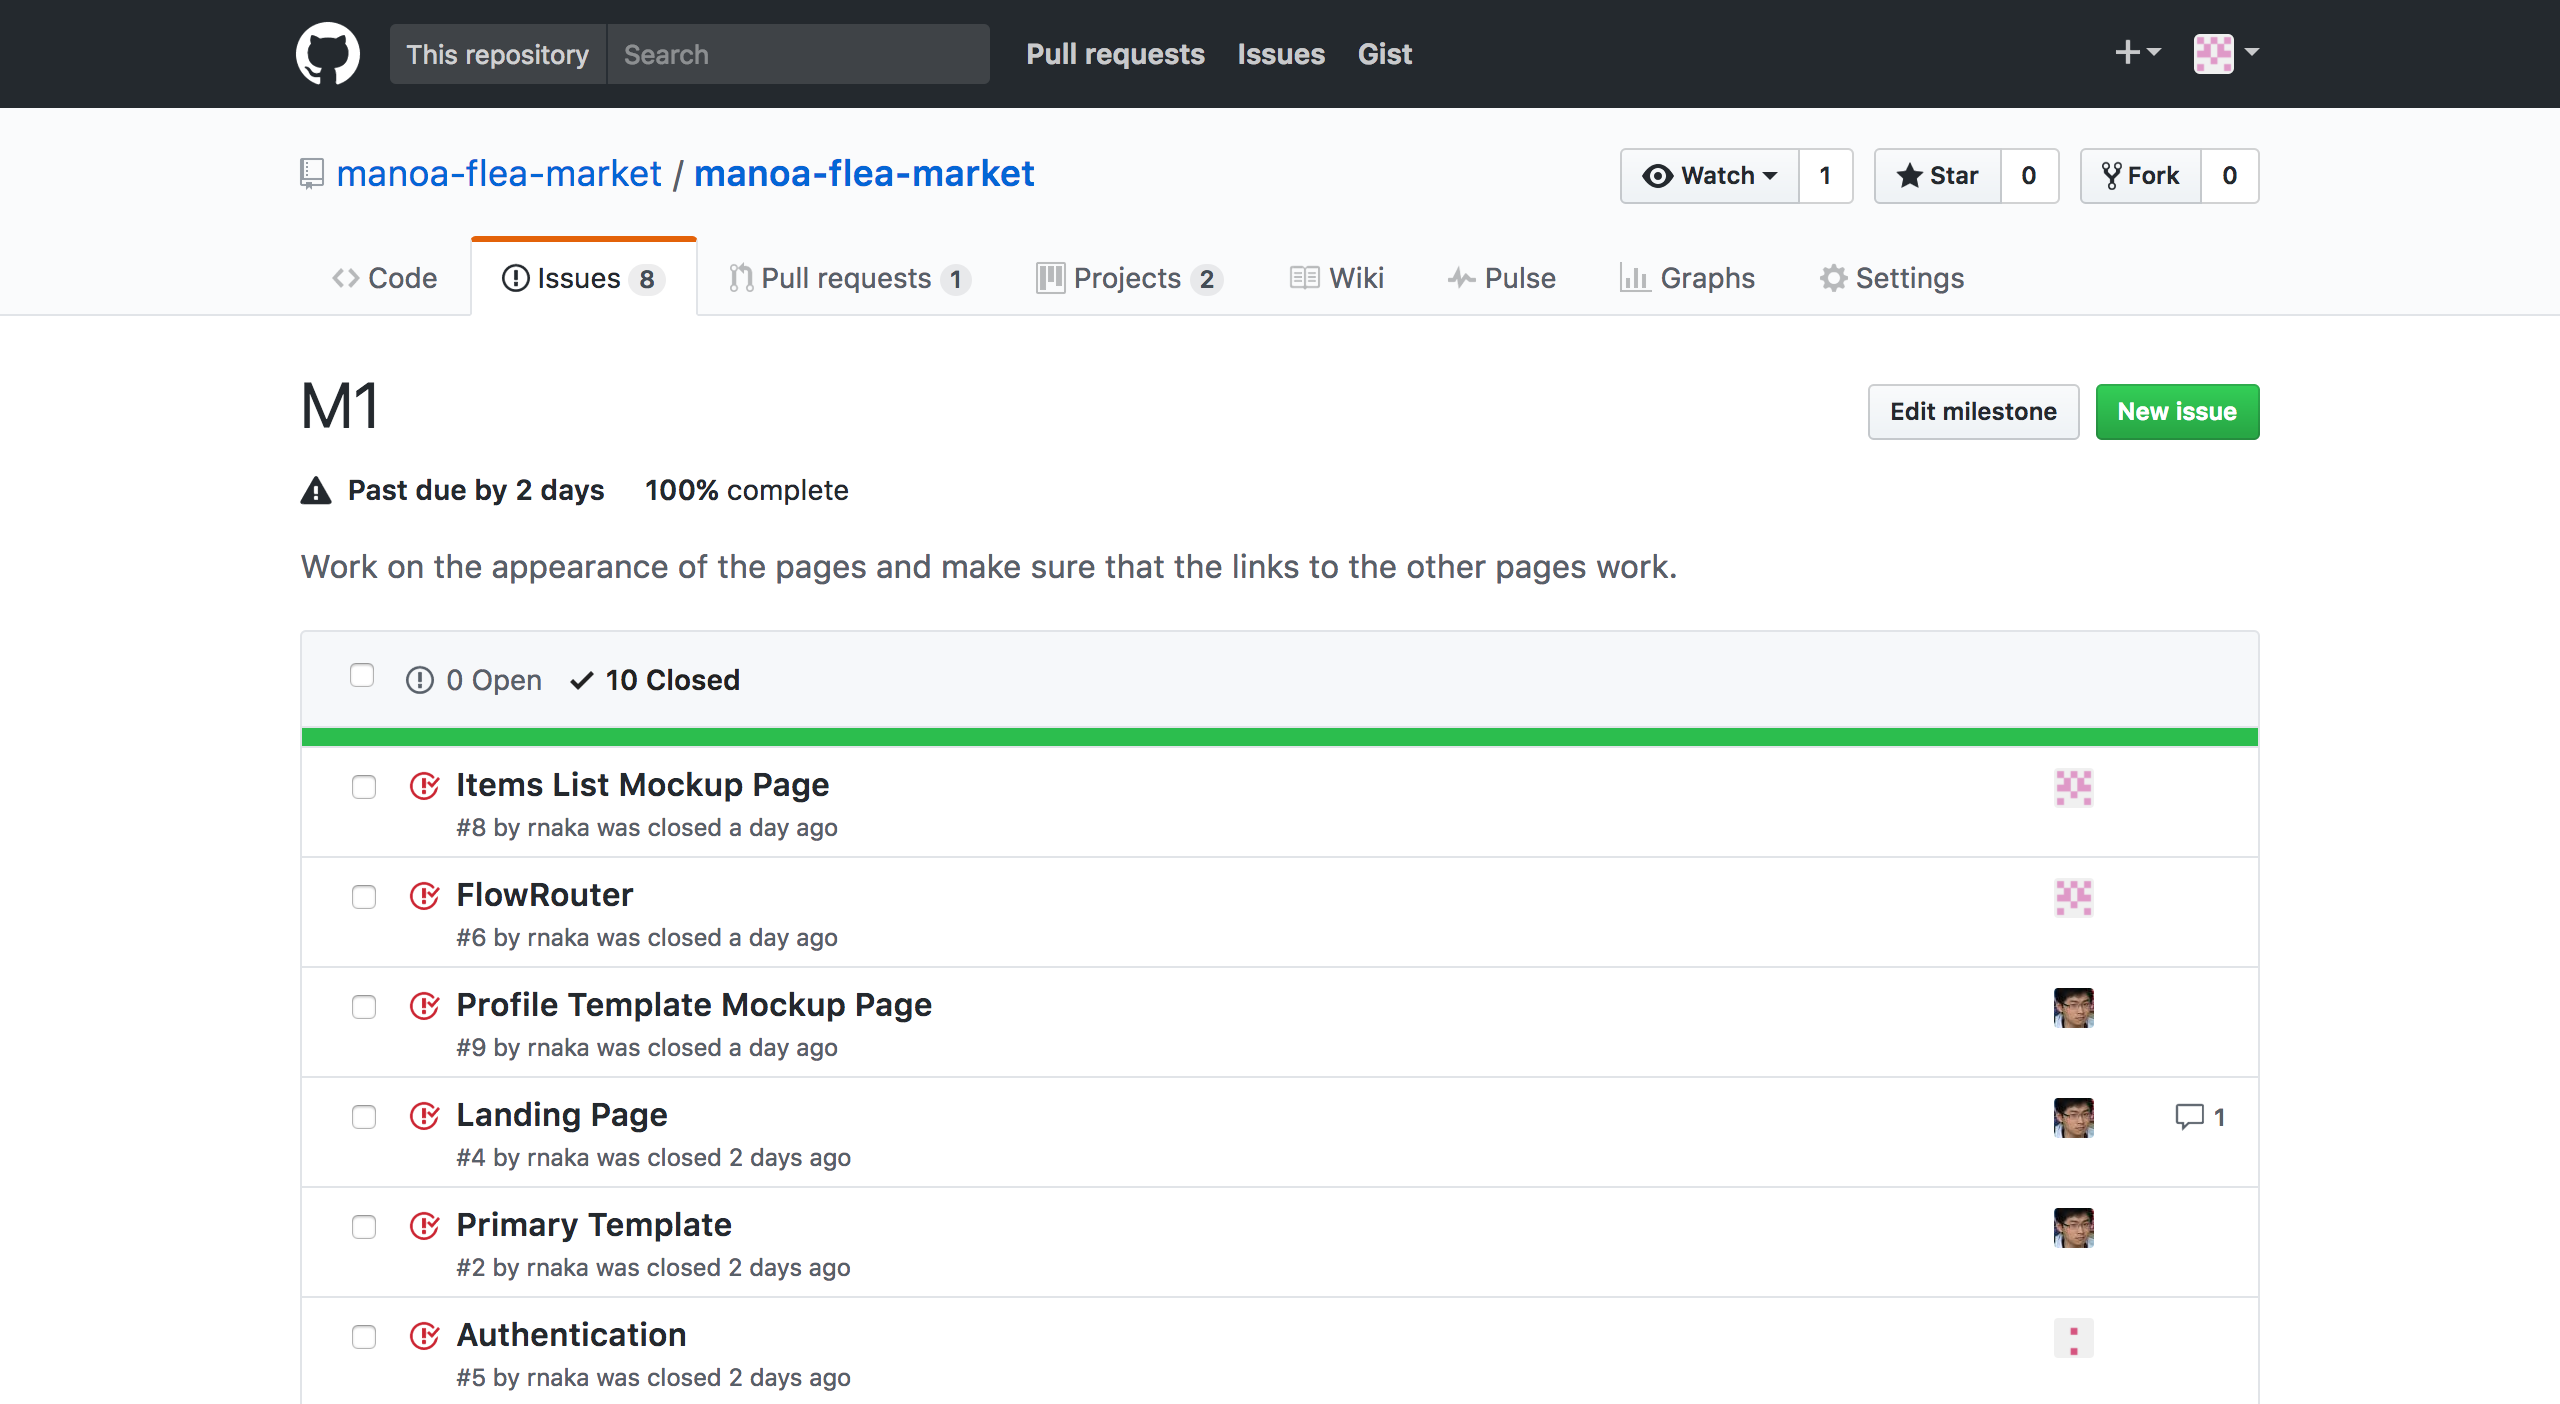 This repository Search Pull requests Issues Gist
manoa-flea-market / manoa-flea-market Watch 1 Star 0 Fork 0
Code Issues 8 Pull requests 1 Projects 2 Wiki Pulse Graphs Settings
M1 Edit milestone New issue
Past due by 2 days 100% complete
Work on the appearance of the pages and make sure that the links to the other pages work.
0 Open 10 Closed
Items List Mockup Page
#8 by rnaka was closed a day ago
FlowRouter
#6 by rnaka was closed a day ago
Profile Template Mockup Page
#9 by rnaka was closed a day ago
Landing Page 1
#4 by rnaka was closed 2 days ago
Primary Template
#2 by rnaka was closed 2 days ago
Authentication
#5 by rnaka was closed 2 days ago